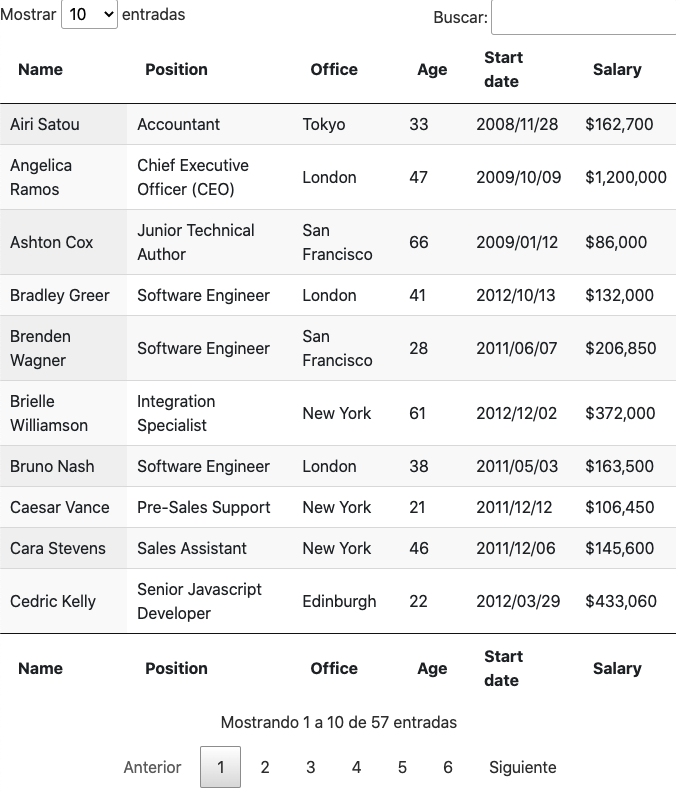 Mostrar 10 entradas Buscar:
Name Position Office Age Start date Salary
Airi Satou Accountant Tokyo 33 2008/11/28 $162,700
Angelica Ramos Chief Executive Officer (CEO) London 47 2009/10/09 $1,200,000
Ashton Cox Junior Technical Author San Francisco 66 2009/01/12 $86,000
Bradley Greer Software Engineer London 41 2012/10/13 $132,000
Brenden Wagner Software Engineer San Francisco 28 2011/06/07 $206,850
Brielle Williamson Integration Specialist New York 61 2012/12/02 $372,000
Bruno Nash Software Engineer London 38 2011/05/03 $163,500
Caesar Vance Pre-Sales Support New York 21 2011/12/12 $106,450
Cara Stevens Sales Assistant New York 46 2011/12/06 $145,600
Cedric Kelly Senior Javascript Developer Edinburgh 22 2012/03/29 $433,060
Name Position Office Age Start date Salary
Mostrando 1 a 10 de 57 entradas
Anterior 1 2 3 4 5 6 Siguiente